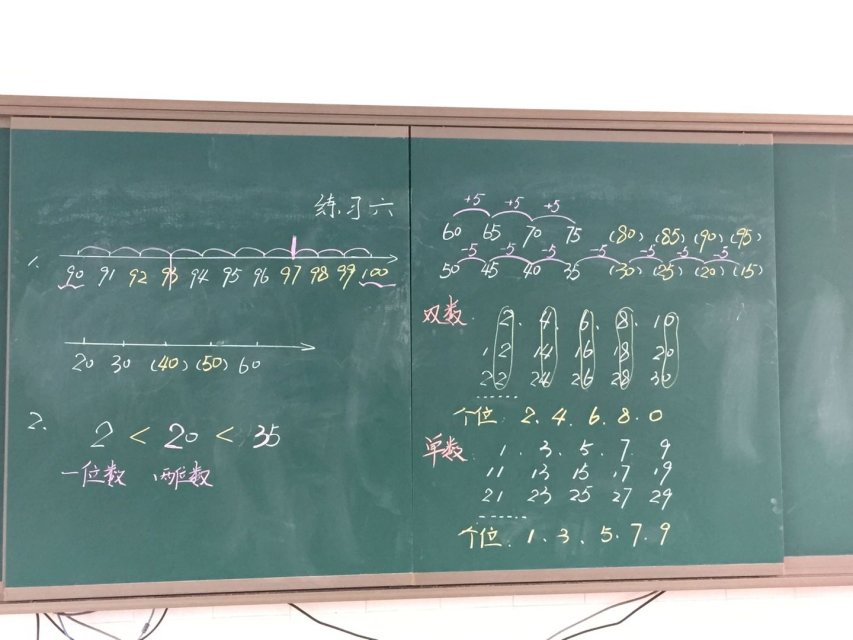 练习六
1.
90 91 92 93 94 95 96 97 98 99 100
20 30 (40) (50) 60
2.
2 < 20 < 35
一位数 两位数
+5 +5 +5
60 65 70 75 (80) (85) (90) (95)
-5 -5 -5 -5 -5 -5 -5
50 45 40 35 (30) (25) (20) (15)
双数 2. 4. 6. 8. 10
12 14 16 18 20
22 24 26 28 30
个位. 2. 4. 6. 8. 0
单数. 1. 3. 5. 7. 9
11 13 15 17 19
21 23 25 27 29
个位. 1、3、5. 7. 9